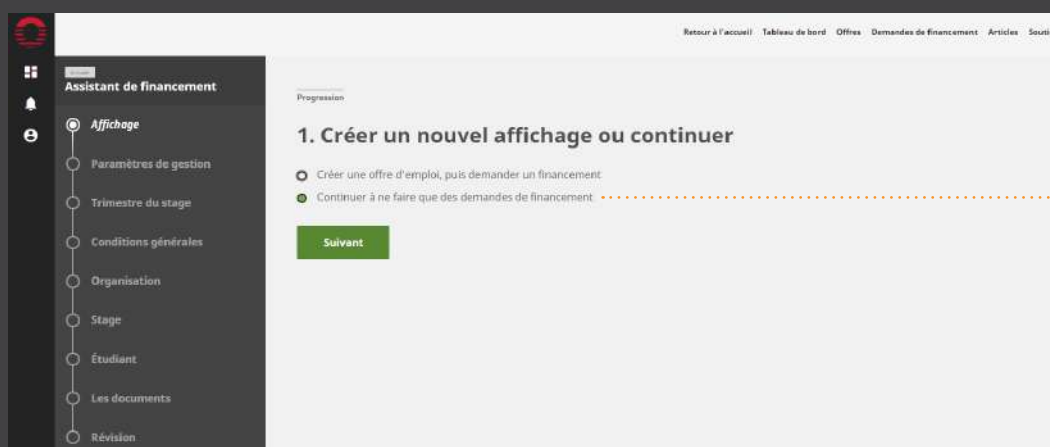 Retour à l'accueil Tableau de bord Offres Demandes de financement Articles
Assistant de financement
Affichage
Paramètres de gestion
Trimestre du stage
Conditions générales
Organisation
Stage
Étudiant
Les documents
Révision
Progression
1. Créer un nouvel affichage ou continuer
Créer une offre d'emploi, puis demander un financement
Continuer à ne faire que des demandes de financement
Suivant